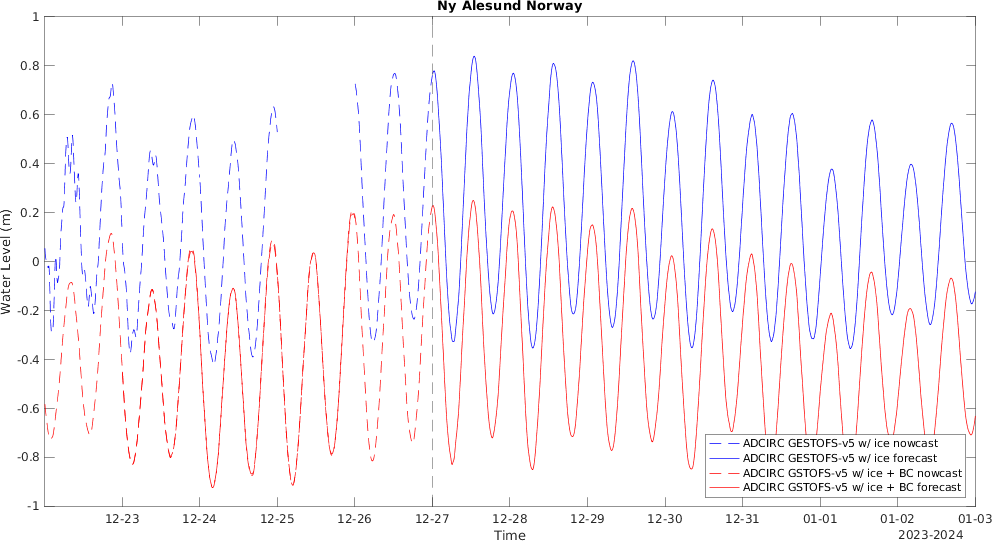 Ny Alesund Norway
1
0.8
0.6
0.4
0.2
0
-0.2
-0.4
-0.6
-0.8
-1
Water Level (m)
ADCIRC GESTOFS-v5 w/ ice nowcast
ADCIRC GESTOFS-v5 w/ ice forecast
ADCIRC GSTOFS-v5 w/ ice + BC nowcast
ADCIRC GSTOFS-v5 w/ ice + BC forecast
12-23 12-24 12-25 12-26 12-27 12-28 12-29 12-30 12-31 01-01 01-02 01-03
Time
2023-2024